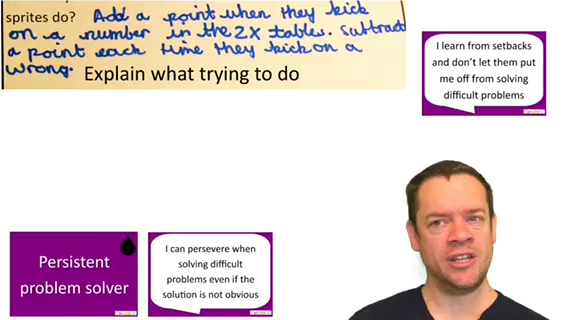 sprites do? Add a point when they kick
on a number in the 2x tables. Subtract
a point each time they kick on a
wrong.
Explain what trying to do
I learn from setbacks
and don't let them put
me off from solving
difficult problems
Persistent
problem solver
I can persevere when
solving difficult
problems even if the
solution is not obvious